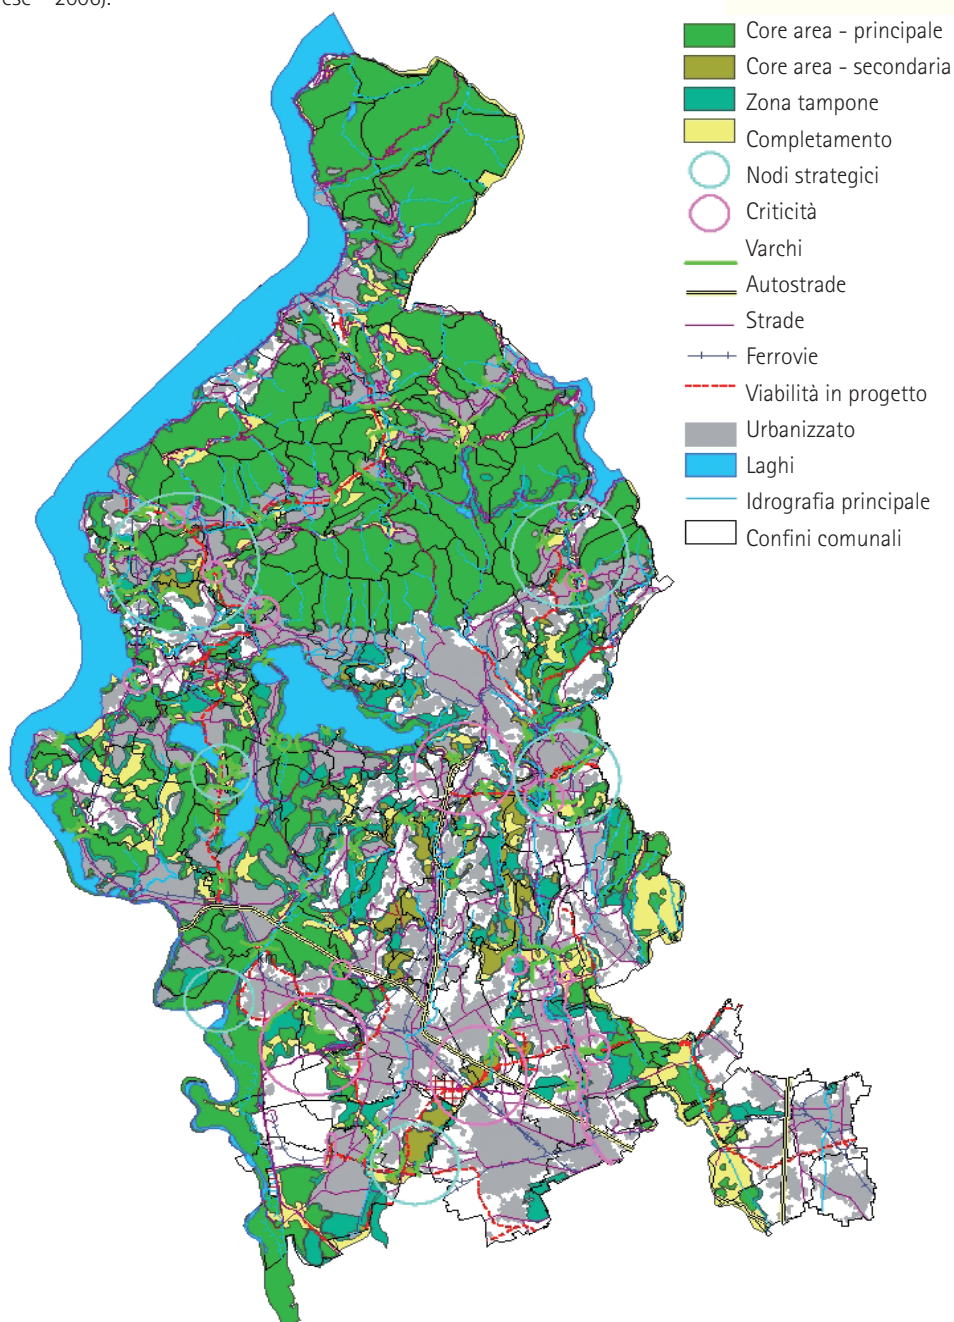 2006).
Core area - principale
Core area - secondaria
Zona tampone
Completamento
Nodi strategici
Criticità
Varchi
Autostrade
Strade
Ferrovie
Viabilità in progetto
Urbanizzato
Laghi
Idrografia principale
Confini comunali